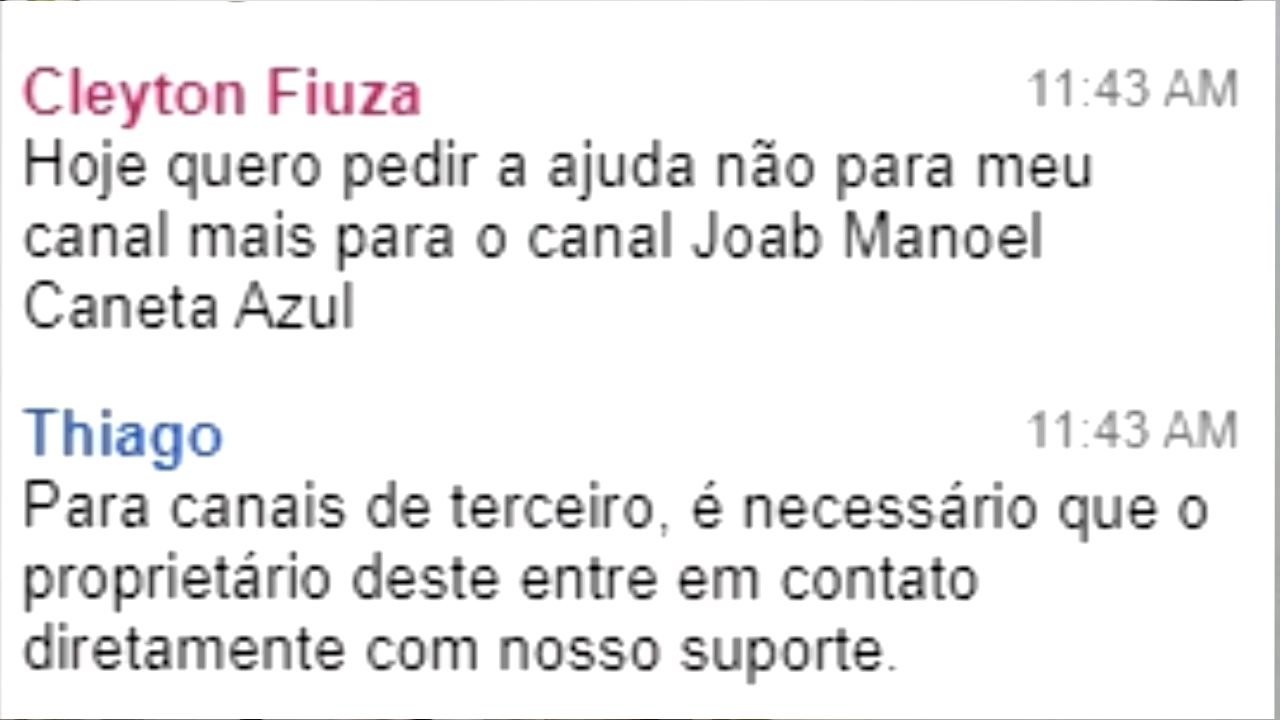 Cleyton Fiuza 11:43 AM
Hoje quero pedir a ajuda não para meu
canal mais para o canal Joab Manoel
Caneta Azul
Thiago 11:43 AM
Para canais de terceiro, é necessário que o
proprietário deste entre em contato
diretamente com nosso suporte.